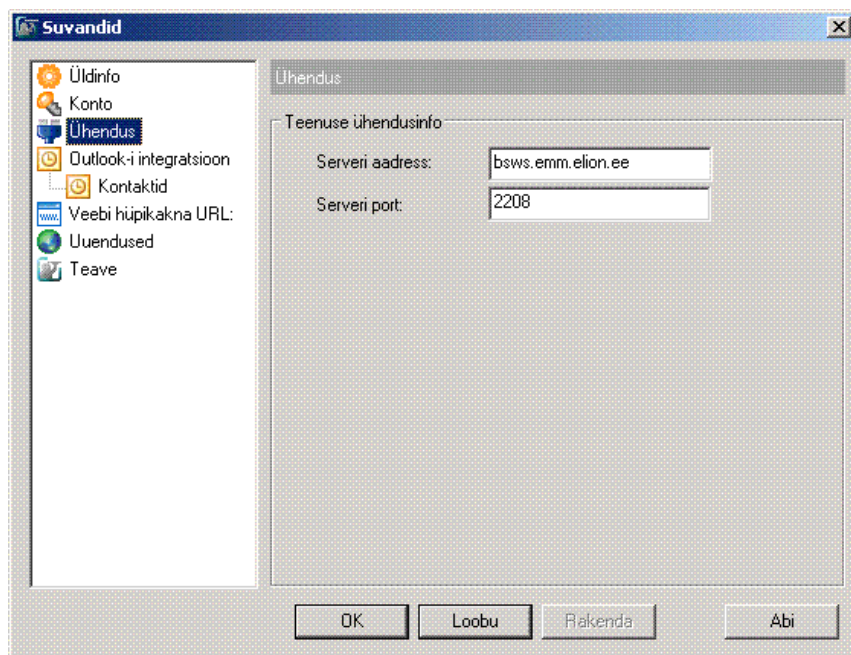 Suvandid
Üldinfo
Konto
Ühendus
Outlook-i integratsioon
Kontaktid
Veebi hüpikakna URL:
Uuendused
Teave
Ühendus
Teenuse ühendusinfo
Serveri aadress:
bsws.emm.elion.ee
Serveri port:
2208
OK
Loobu
Rakenda
Abi